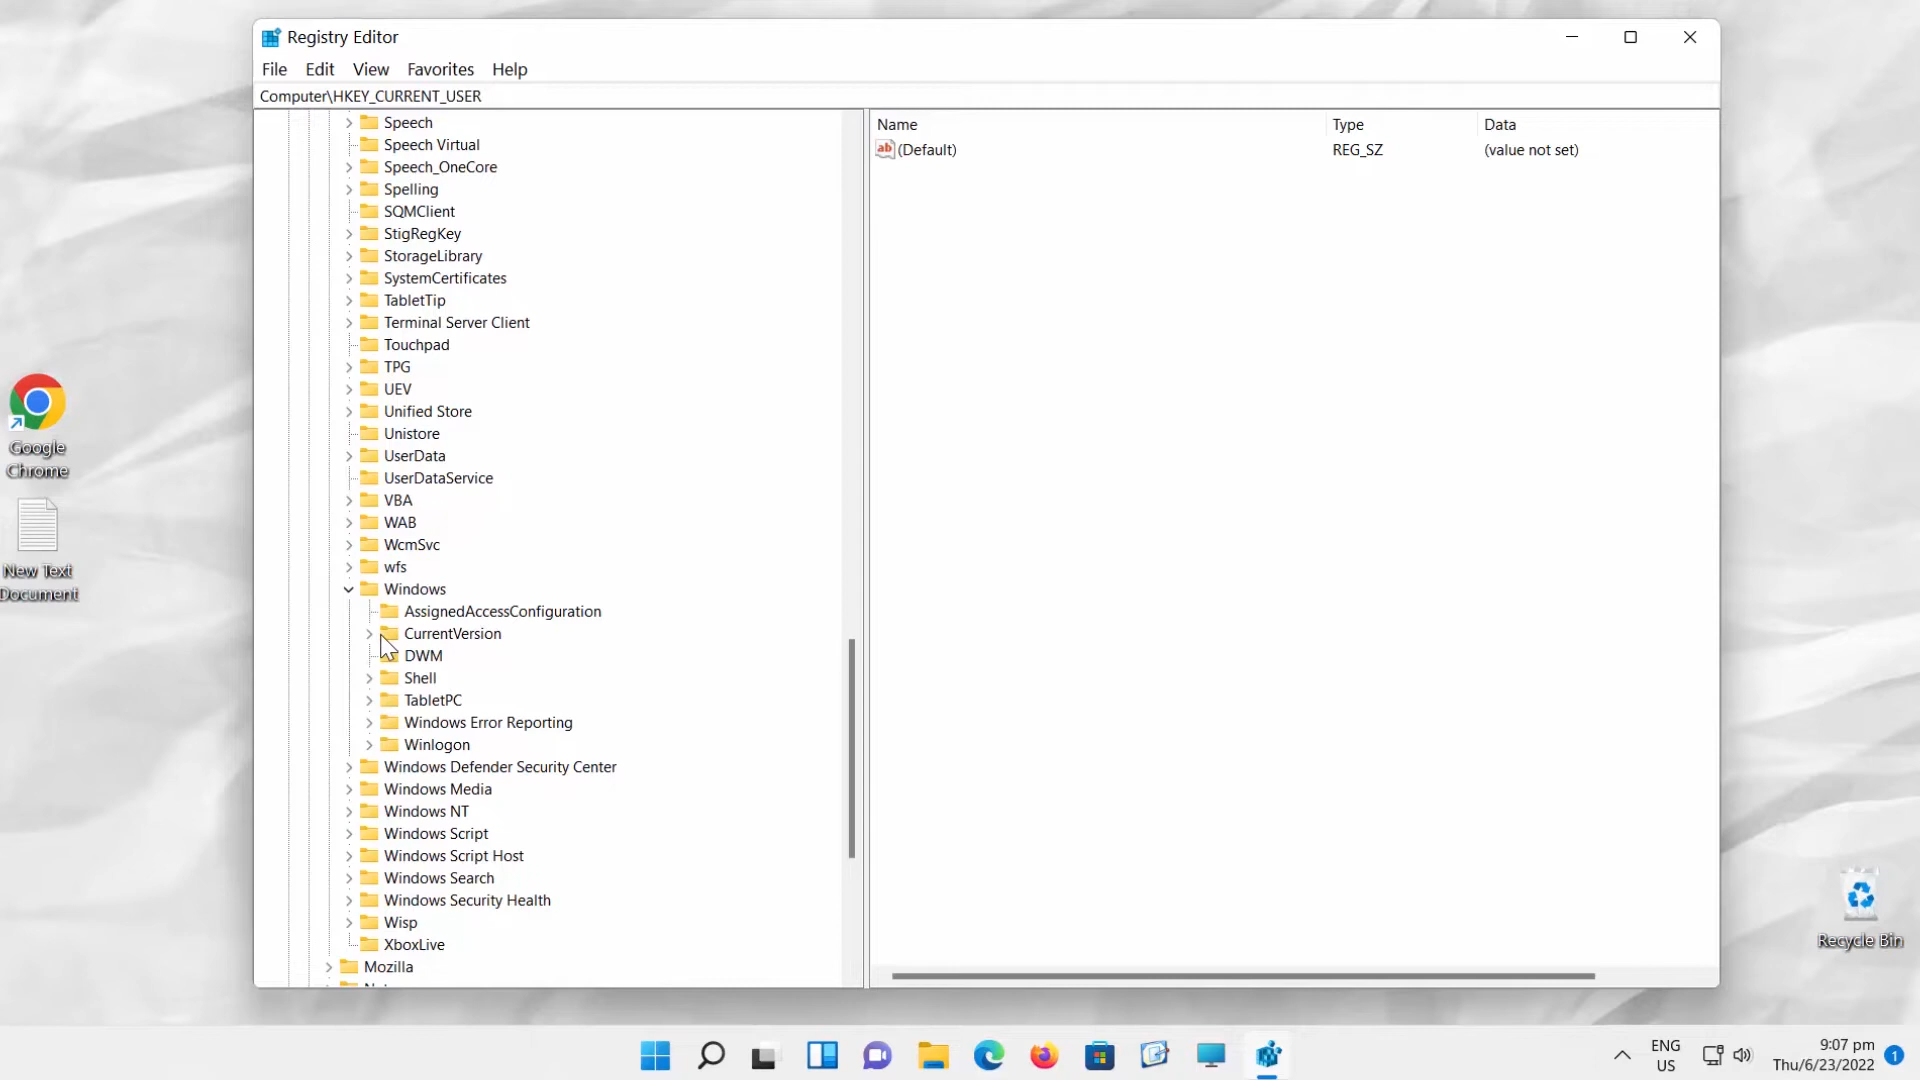 Registry Editor
File Edit View Favorites Help
Computer\HKEY_CURRENT_USER
Name Type Data
(Default) REG_SZ (value not set)
Speech
Speech Virtual
Speech_OneCore
Spelling
SQMClient
StigRegKey
StorageLibrary
SystemCertificates
TabletTip
Terminal Server Client
Touchpad
TPG
UEV
Unified Store
Unistore
UserData
UserDataService
VBA
WAB
WcmSvc
wfs
Windows
AssignedAccessConfiguration
CurrentVersion
DWM
Shell
TabletPC
Windows Error Reporting
Winlogon
Windows Defender Security Center
Windows Media
Windows NT
Windows Script
Windows Script Host
Windows Search
Windows Security Health
Wisp
XboxLive
Mozilla
Google
Chrome
New Text
Document
Recycle Bin
ENG
US
9:07 pm
Thu/6/23/2022
1